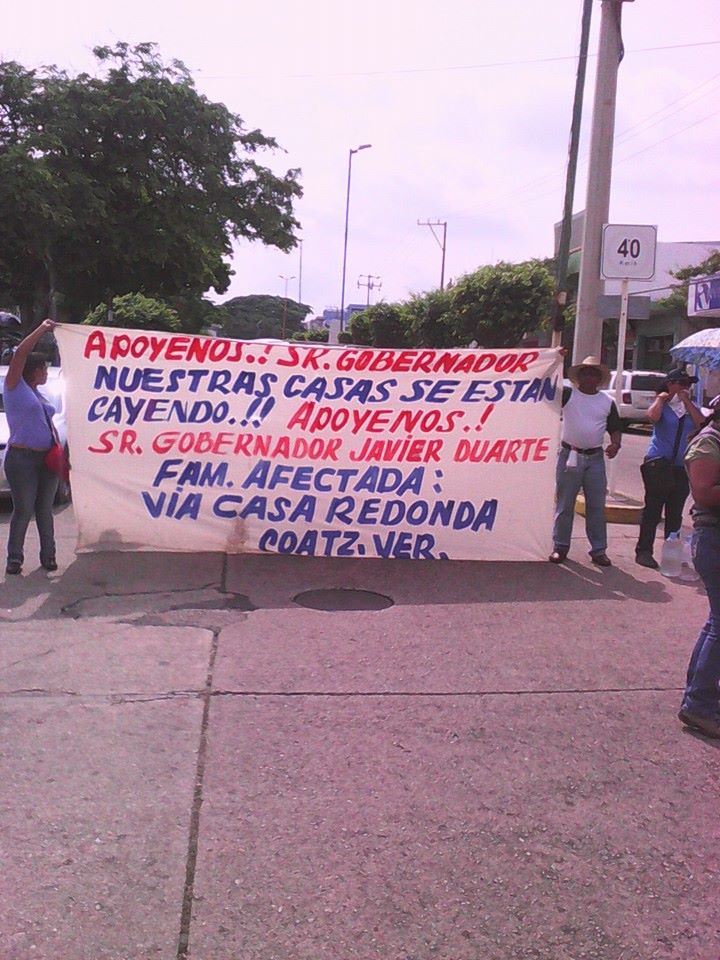 APOYENOS.! SR. GOBERNADOR
NUESTRAS CASAS SE ESTAN
CAYENDO.!! APOYENOS.!
SR. GOBERNADOR JAVIER DUARTE
FAM. AFECTADA:
VIA CASA REDONDA
COATZ. VER.
40